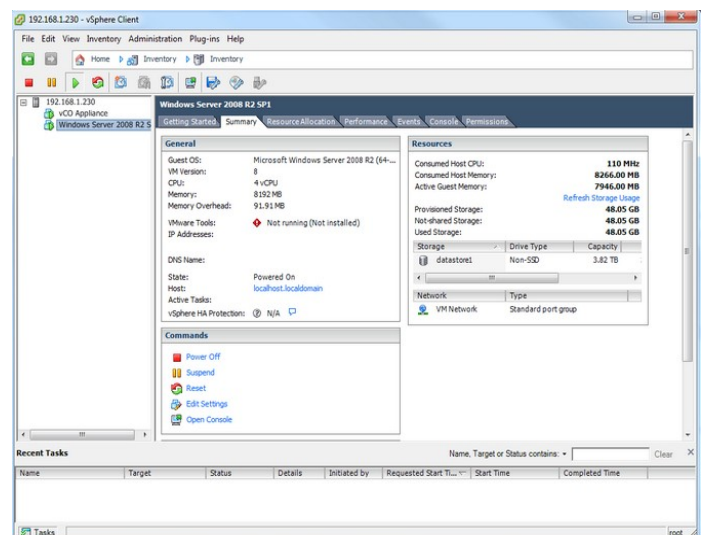 192.168.1.230 - vSphere Client
File Edit View Inventory Administration Plug-ins Help
Home Inventory Inventory
192.168.1.230
vCO Appliance
Windows Server 2008 R2 S
Windows Server 2008 R2 SP1
Getting Started Summary Resource Allocation Performance Events Console Permissions
General
Guest OS: Microsoft Windows Server 2008 R2 (64-...
VM Version: 8
CPU: 4 vCPU
Memory: 8192 MB
Memory Overhead: 91.91 MB
VMware Tools: Not running (Not installed)
IP Addresses:
DNS Name:
State: Powered On
Host: localhost.localdomain
Active Tasks:
vSphere HA Protection: N/A
Commands
Power Off
Suspend
Reset
Edit Settings
Open Console
Resources
Consumed Host CPU: 110 MHz
Consumed Host Memory: 8266.00 MB
Active Guest Memory: 7946.00 MB
Refresh Storage Usage
Provisioned Storage: 48.05 GB
Not-shared Storage: 48.05 GB
Used Storage: 48.05 GB
Storage Drive Type Capacity
datastore1 Non-SSD 3.82 TB
Network Type
VM Network Standard port group
Recent Tasks Name, Target or Status contains: Clear
Name Target Status Details Initiated by Requested Start Ti... Start Time Completed Time
Tasks root